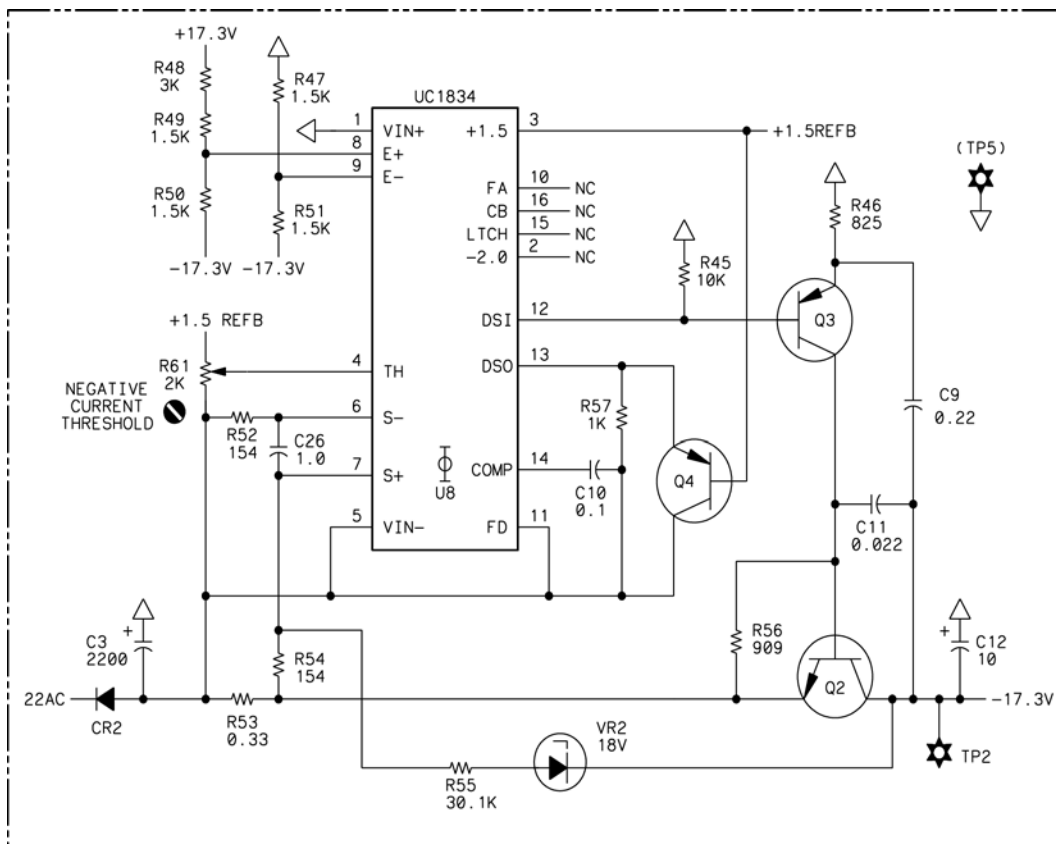 +17.3V
R48
3K
R49
1.5K
R50
1.5K
-17.3V
R47
1.5K
R51
1.5K
-17.3V
UC1834
1
VIN+
8
E+
9
E-
4
TH
6
S-
7
S+
5
VIN-
U8
+1.5
3
FA
10
NC
CB
16
NC
LTCH
15
NC
-2.0
2
NC
DSI
12
DSO
13
COMP
14
FD
11
+1.5REFB
(TP5)
R46
825
R45
10K
Q3
C9
0.22
+1.5 REFB
R61
2K
NEGATIVE
CURRENT
THRESHOLD
R52
154
C26
1.0
R57
1K
C10
0.1
Q4
C11
0.022
+
C3
2200
R54
154
R56
909
+
C12
10
22AC
CR2
R53
0.33
Q2
-17.3V
VR2
18V
R55
30.1K
TP2